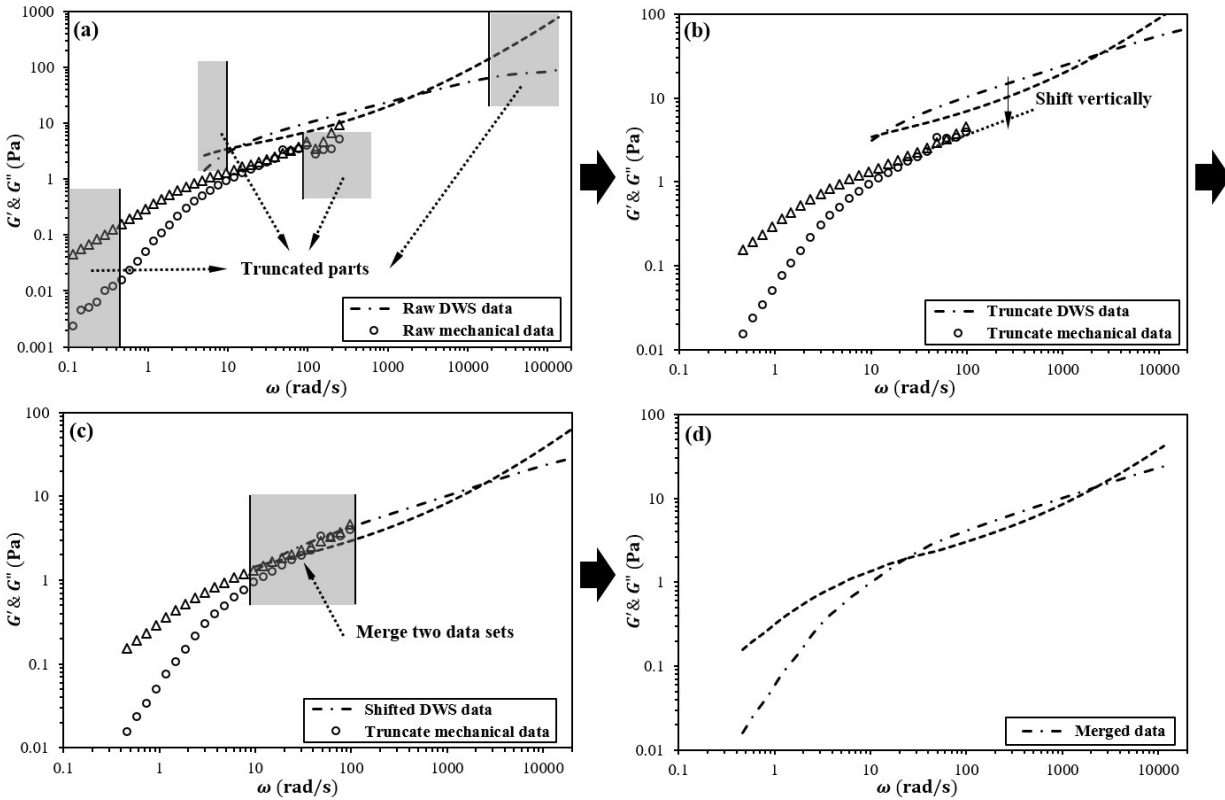 (a)
G′ & G″ (Pa)
1000
100
10
1
0.1
0.01
0.001
Truncated parts
Raw DWS data
Raw mechanical data
0.1 1 10 100 1000 10000 100000
ω (rad/s)
(b)
G′ & G″ (Pa)
100
10
1
0.1
0.01
Shift vertically
Truncate DWS data
Truncate mechanical data
0.1 1 10 100 1000 10000
ω (rad/s)
(c)
G′ & G″ (Pa)
100
10
1
0.1
0.01
Merge two data sets
Shifted DWS data
Truncate mechanical data
0.1 1 10 100 1000 10000
ω (rad/s)
(d)
G′ & G″ (Pa)
100
10
1
0.1
0.01
Merged data
0.1 1 10 100 1000 10000
ω (rad/s)